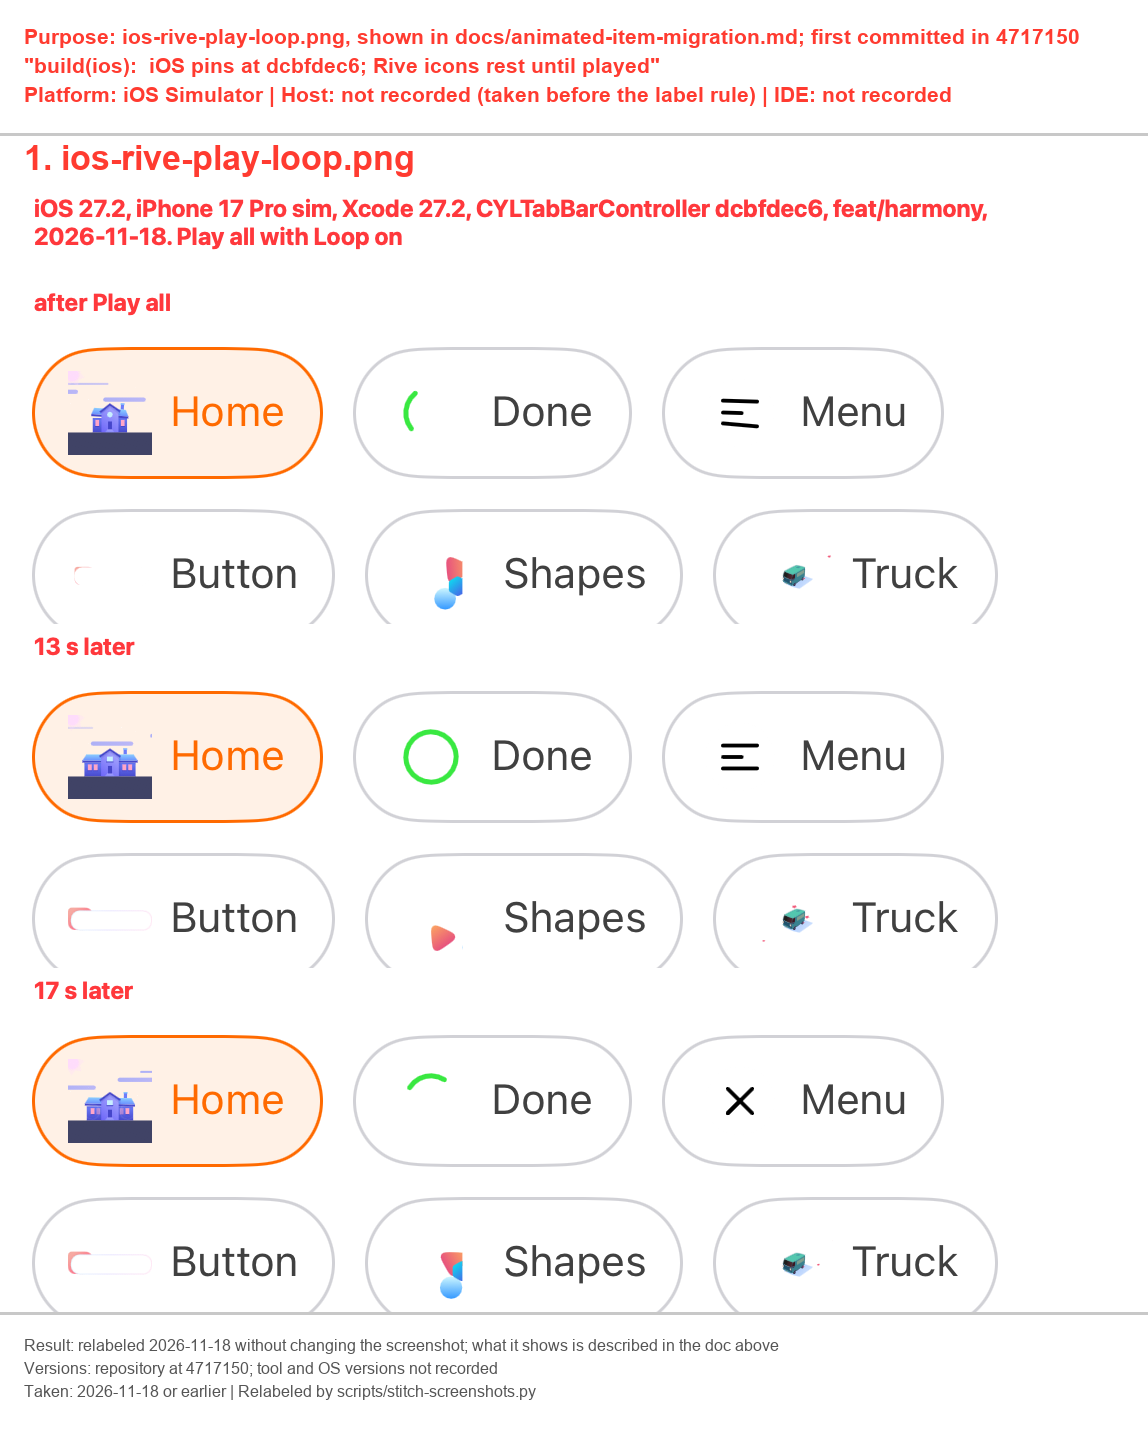 Purpose: ios-rive-play-loop.png, shown in docs/animated-item-migration.md; first committed in 4717150
"build(ios):  iOS pins at dcbfdec6; Rive icons rest until played"
Platform: iOS Simulator | Host: not recorded (taken before the label rule) | IDE: not recorded
1. ios-rive-play-loop.png
iOS 27.2, iPhone 17 Pro sim, Xcode 27.2, CYLTabBarController dcbfdec6, feat/harmony,
2026-11-18. Play all with Loop on
after Play all
Home Done Menu
Button Shapes Truck
13 s later
Home Done Menu
Button Shapes Truck
17 s later
Home Done Menu
Button Shapes Truck
Result: relabeled 2026-11-18 without changing the screenshot; what it shows is described in the doc above
Versions: repository at 4717150; tool and OS versions not recorded
Taken: 2026-11-18 or earlier | Relabeled by scripts/stitch-screenshots.py